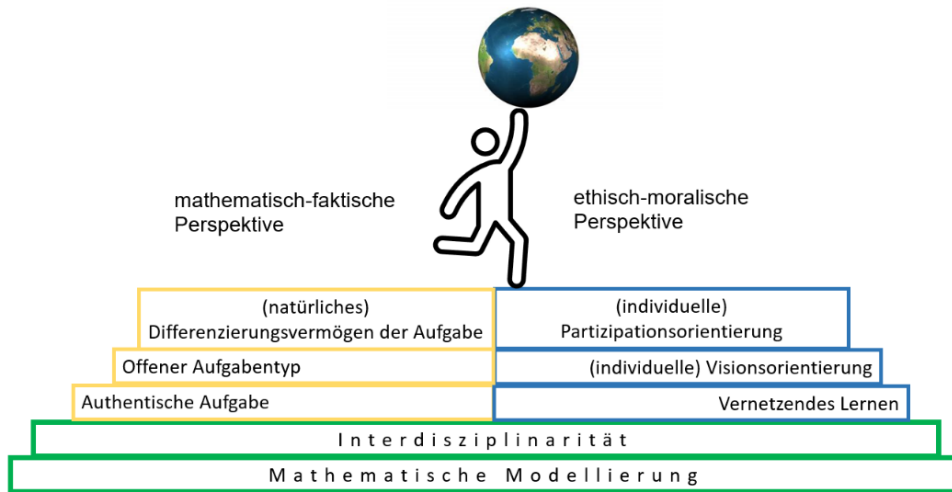 mathematisch-faktische
Perspektive
ethisch-moralische
Perspektive
(natürliches)
Differenzierungsvermögen der Aufgabe
(individuelle)
Partizipationsorientierung
Offener Aufgabentyp
(individuelle) Visionsorientierung
Authentische Aufgabe
Vernetzendes Lernen
Interdisziplinarität
Mathematische Modellierung